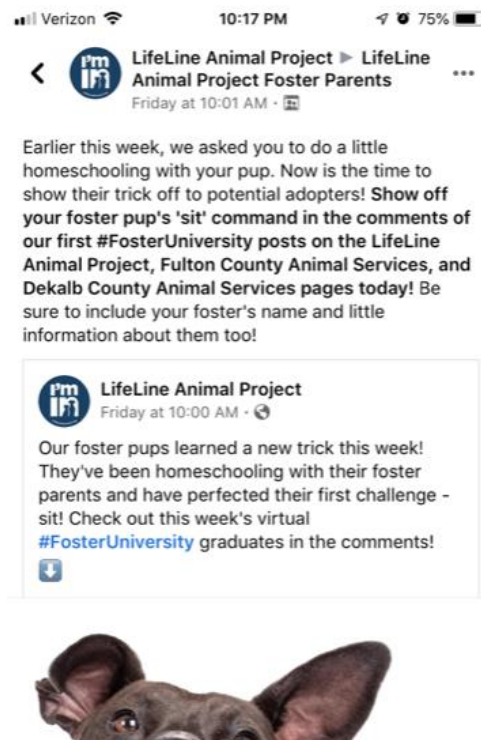 Verizon 10:17 PM 75%
I'm IN LifeLine Animal Project ▶ LifeLine
Animal Project Foster Parents
Friday at 10:01 AM ·
Earlier this week, we asked you to do a little
homeschooling with your pup. Now is the time to
show their trick off to potential adopters! Show off
your foster pup's 'sit' command in the comments of
our first #FosterUniversity posts on the LifeLine
Animal Project, Fulton County Animal Services, and
Dekalb County Animal Services pages today! Be
sure to include your foster's name and little
information about them too!
I'm IN LifeLine Animal Project
Friday at 10:00 AM ·
Our foster pups learned a new trick this week!
They've been homeschooling with their foster
parents and have perfected their first challenge -
sit! Check out this week's virtual
#FosterUniversity graduates in the comments!
⬇️